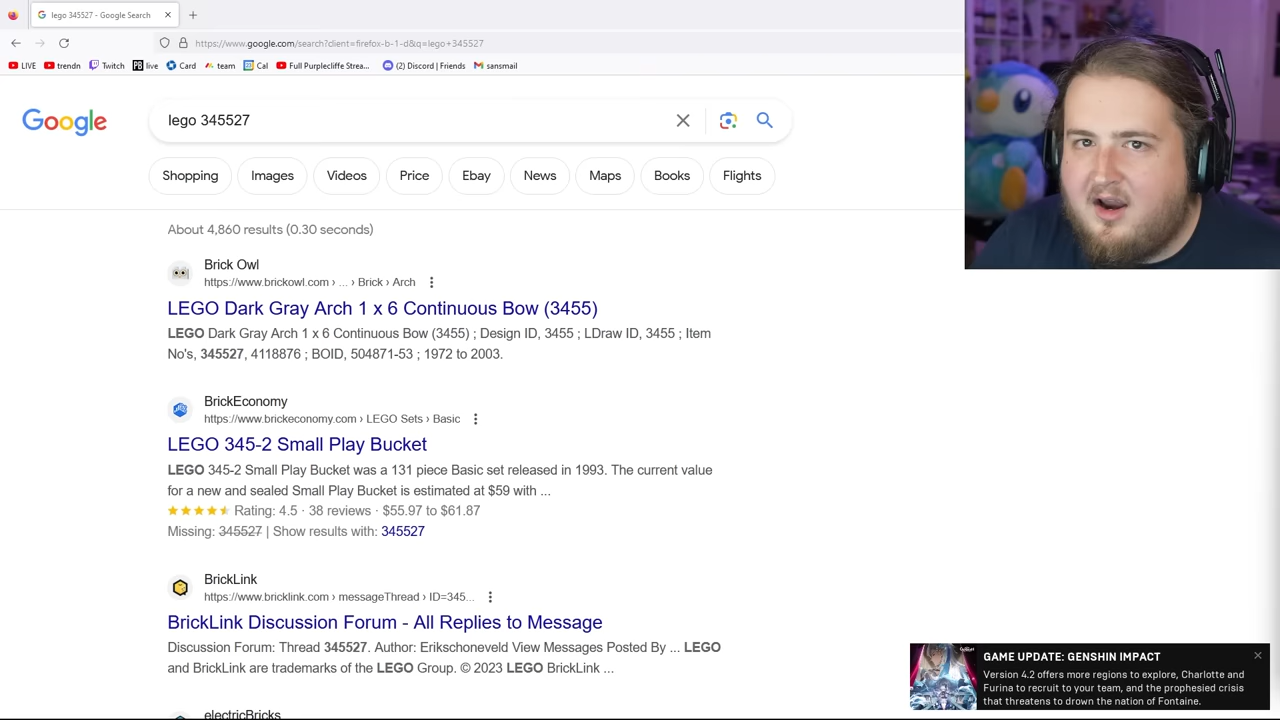 lego 345527 - Google Search
https://www.google.com/search?client=firefox-b-1-d&q=lego+345527
LIVE trendn Twitch live Card team Cal Full Purplecliffe Strea... (2) Discord | Friends sansmail
Google
lego 345527
Shopping Images Videos Price Ebay News Maps Books Flights
About 4,860 results (0.30 seconds)
Brick Owl
https://www.brickowl.com › ... › Brick › Arch
LEGO Dark Gray Arch 1 x 6 Continuous Bow (3455)
LEGO Dark Gray Arch 1 x 6 Continuous Bow (3455) ; Design ID, 3455 ; LDraw ID, 3455 ; Item
No's, 345527, 4118876 ; BOID, 504871-53 ; 1972 to 2003.
BrickEconomy
https://www.brickeconomy.com › LEGO Sets › Basic
LEGO 345-2 Small Play Bucket
LEGO 345-2 Small Play Bucket was a 131 piece Basic set released in 1993. The current value
for a new and sealed Small Play Bucket is estimated at $59 with ...
Rating: 4.5 · 38 reviews · $55.97 to $61.87
Missing: 345527 | Show results with: 345527
BrickLink
https://www.bricklink.com › messageThread › ID=345...
BrickLink Discussion Forum - All Replies to Message
Discussion Forum: Thread 345527. Author: Erikschoneveld View Messages Posted By ... LEGO
and BrickLink are trademarks of the LEGO Group. © 2023 LEGO BrickLink ...
electricBricks
GAME UPDATE: GENSHIN IMPACT
Version 4.2 offers more regions to explore, Charlotte and
Furina to recruit to your team, and the prophesied crisis
that threatens to drown the nation of Fontaine.